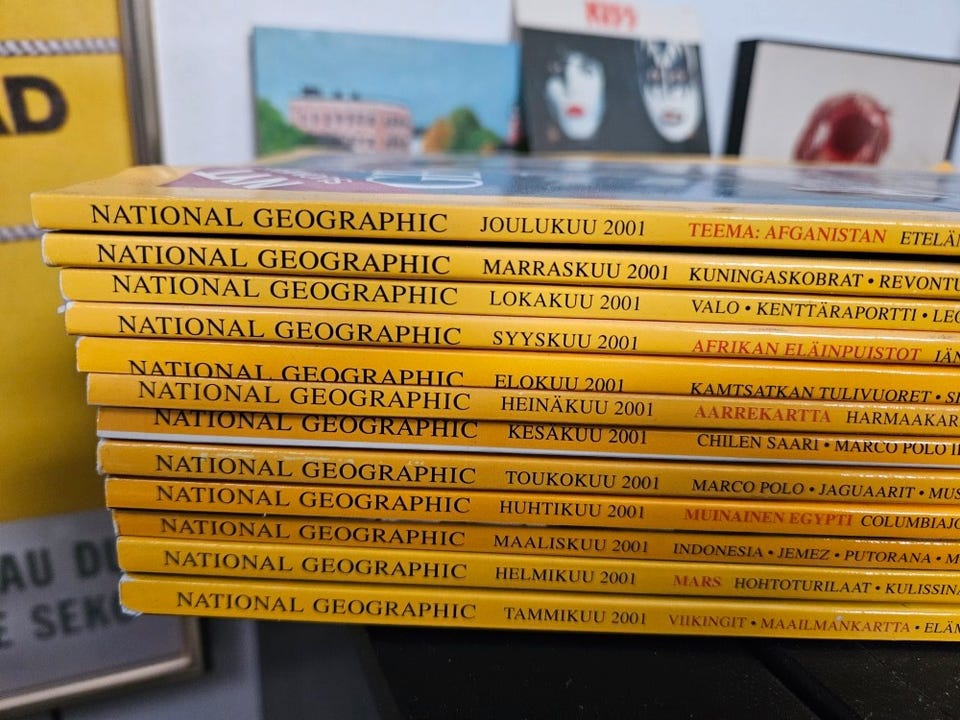 KISS
AD
NATIONAL GEOGRAPHIC JOULUKUU 2001 TEEMA: AFGANISTAN
NATIONAL GEOGRAPHIC MARRASKUU 2001 KUNINGASKOBRAT •
NATIONAL GEOGRAPHIC LOKAKUU 2001 VALO • KENTTÄRAPORTTI •
NATIONAL GEOGRAPHIC SYYSKUU 2001 AFRIKAN ELÄINPUISTOT
NATIONAL GEOGRAPHIC ELOKUU 2001 KAMTSATKAN TULIVUORET •
NATIONAL GEOGRAPHIC HEINÄKUU 2001 AARREKARTTA
NATIONAL GEOGRAPHIC KESÄKUU 2001 CHILEN SAARI • MARCO POLO
NATIONAL GEOGRAPHIC TOUKOKUU 2001 MARCO POLO • JAGUAARIT •
NATIONAL GEOGRAPHIC HUHTIKUU 2001 MUINAINEN EGYPTI
NATIONAL GEOGRAPHIC MAALISKUU 2001 INDONESIA • JEMEZ • PUTORANA •
NATIONAL GEOGRAPHIC HELMIKUU 2001 MARS HOHTOTURILAAT •
NATIONAL GEOGRAPHIC TAMMIKUU 2001 VIIKINGIT • MAAILMANKARTTA •